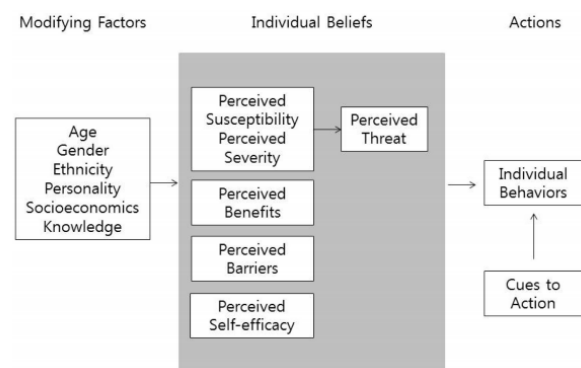 Modifying Factors
Individual Beliefs
Actions
Age
Gender
Ethnicity
Personality
Socioeconomics
Knowledge
Perceived
Susceptibility
Perceived
Severity
Perceived
Threat
Perceived
Benefits
Perceived
Barriers
Perceived
Self-efficacy
Individual
Behaviors
Cues to
Action